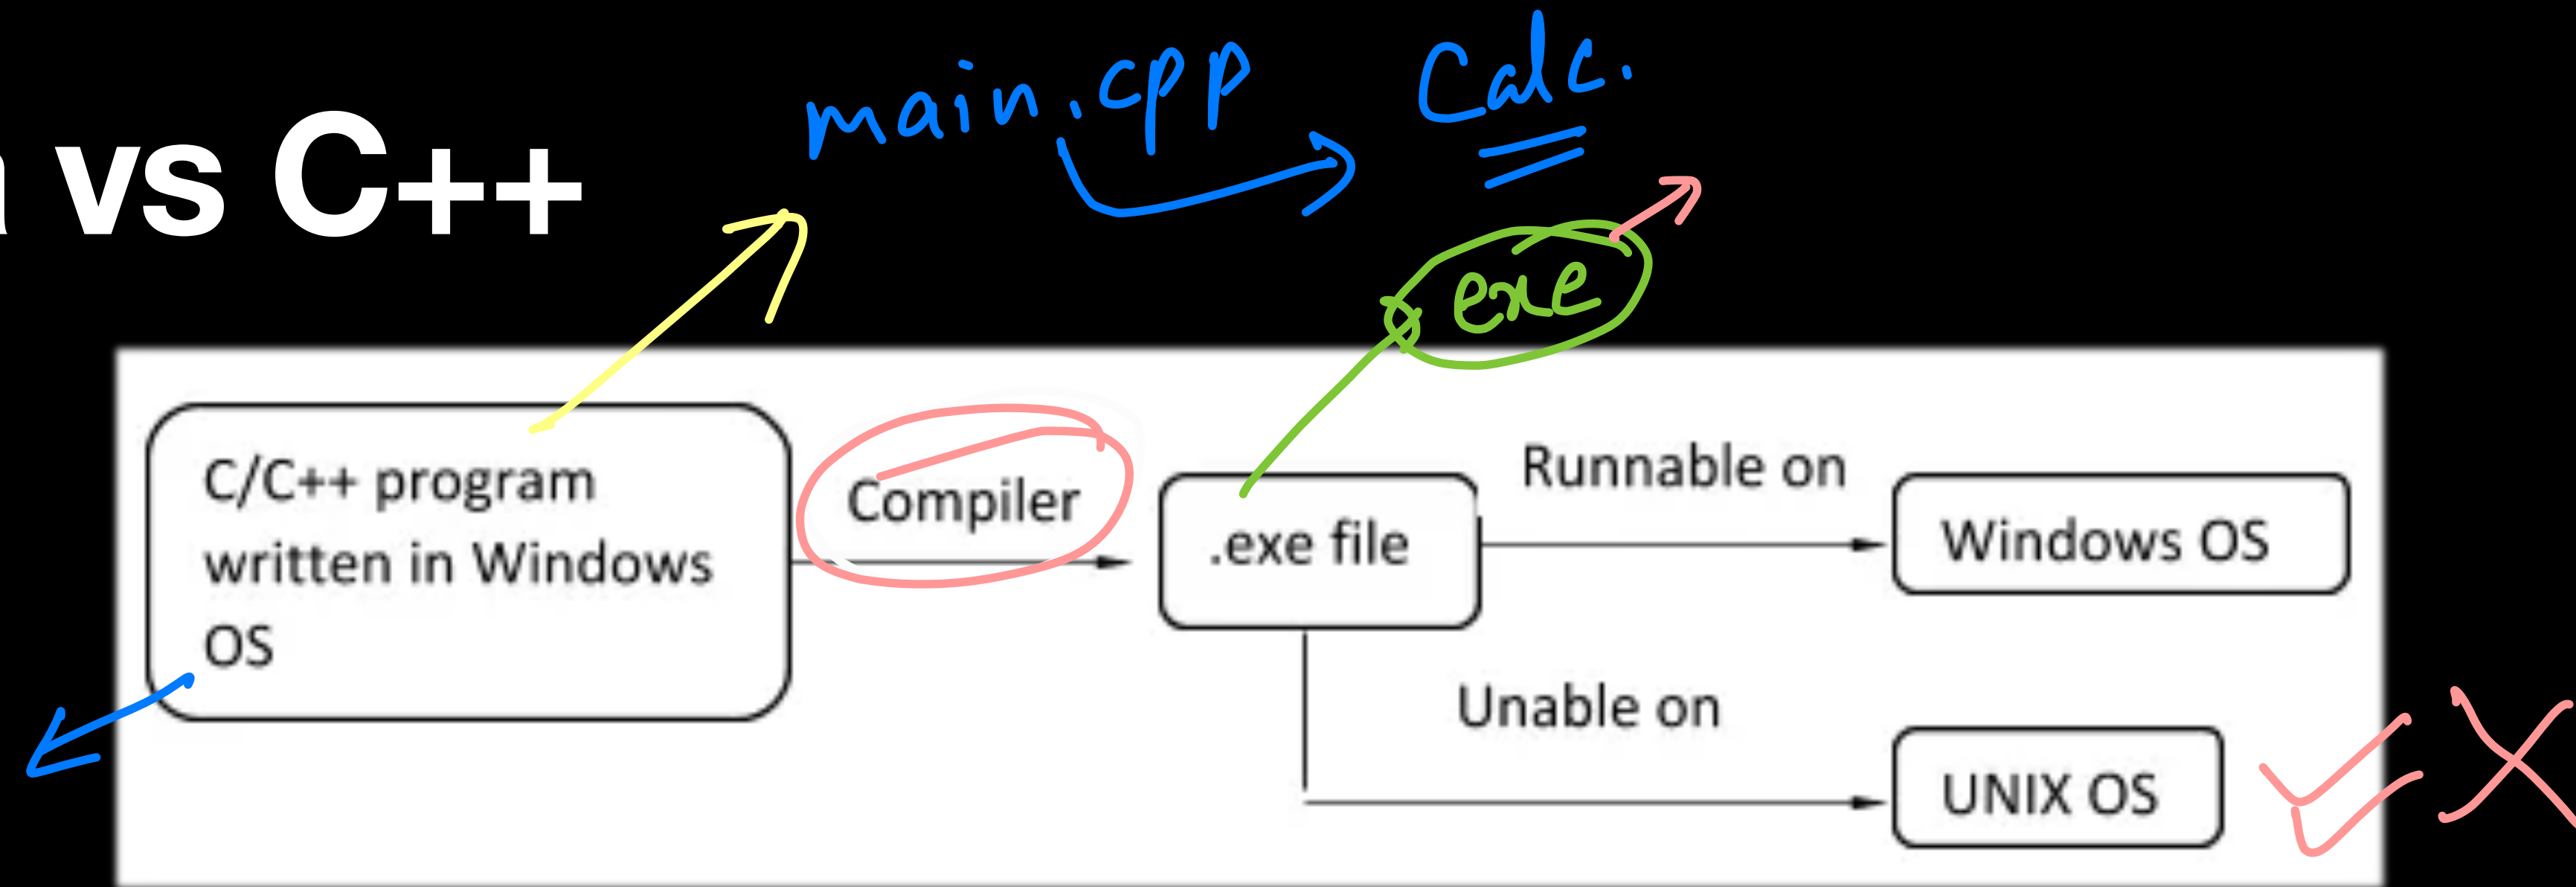 main.cpp Calc.
vs C++
exe
C/C++ program
written in Windows
OS
Compiler
.exe file
Runnable on
Windows OS
Unable on
UNIX OS